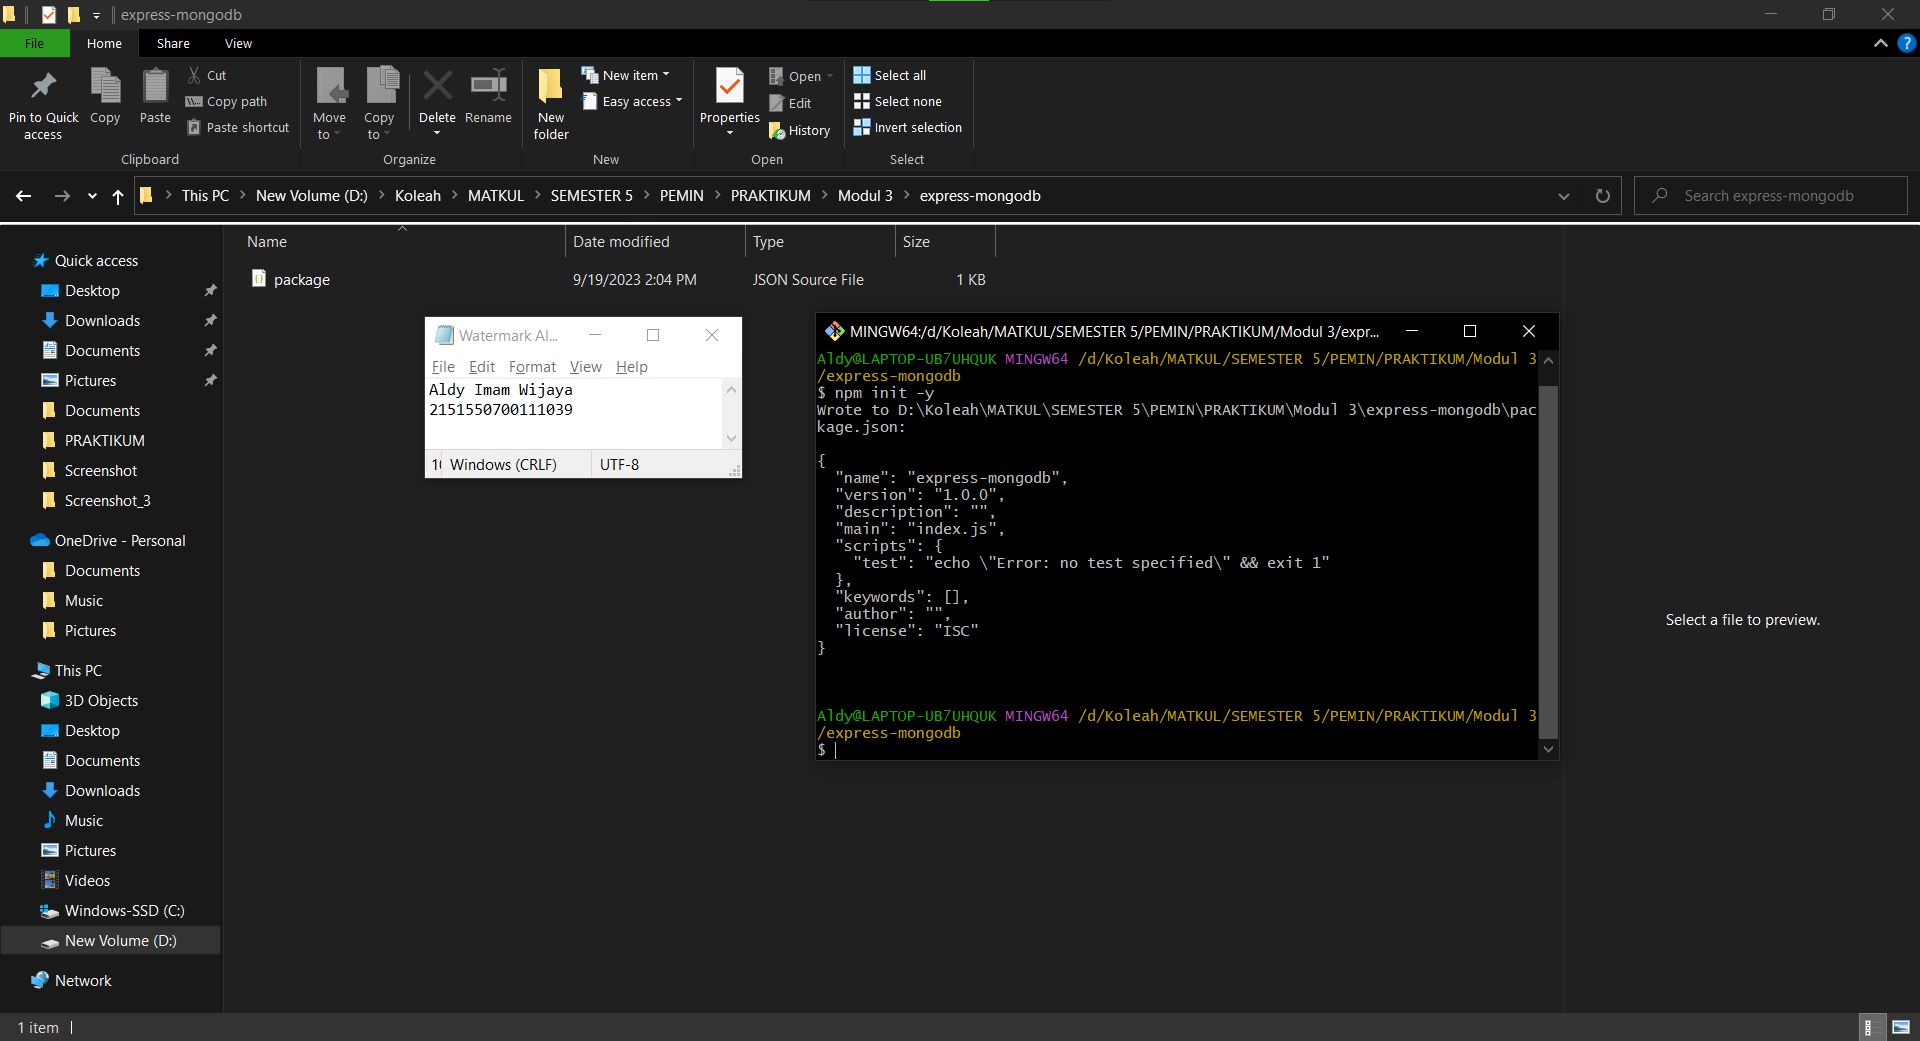 express-mongodb
File
Home
Share
View
Pin to Quick access
Copy
Paste
Cut
Copy path
Paste shortcut
Clipboard
Move to
Copy to
Delete
Rename
Organize
New folder
New item
Easy access
New
Properties
Open
Edit
History
Open
Select all
Select none
Invert selection
Select
This PC > New Volume (D:) > Koleah > MATKUL > SEMESTER 5 > PEMIN > PRAKTIKUM > Modul 3 > express-mongodb
Search express-mongodb
Quick access
Desktop
Downloads
Documents
Pictures
Documents
PRAKTIKUM
Screenshot
Screenshot_3
OneDrive - Personal
Documents
Music
Pictures
This PC
3D Objects
Desktop
Documents
Downloads
Music
Pictures
Videos
Windows-SSD (C:)
New Volume (D:)
Network
Name Date modified Type Size
package 9/19/2023 2:04 PM JSON Source File 1 KB
Watermark Al...
File Edit Format View Help
Aldy Imam Wijaya
2151550700111039
Windows (CRLF) UTF-8
MINGW64:/d/Koleah/MATKUL/SEMESTER 5/PEMIN/PRAKTIKUM/Modul 3/expr...
Aldy@LAPTOP-UB7UHQUK MINGW64 /d/Koleah/MATKUL/SEMESTER 5/PEMIN/PRAKTIKUM/Modul 3
/express-mongodb
$ npm init -y
Wrote to D:\Koleah\MATKUL\SEMESTER 5\PEMIN\PRAKTIKUM\Modul 3\express-mongodb\pac
kage.json:
{
"name": "express-mongodb",
"version": "1.0.0",
"description": "",
"main": "index.js",
"scripts": {
"test": "echo \"Error: no test specified\" && exit 1"
},
"keywords": [],
"author": "",
"license": "ISC"
}
Aldy@LAPTOP-UB7UHQUK MINGW64 /d/Koleah/MATKUL/SEMESTER 5/PEMIN/PRAKTIKUM/Modul 3
/express-mongodb
$
Select a file to preview.
1 item